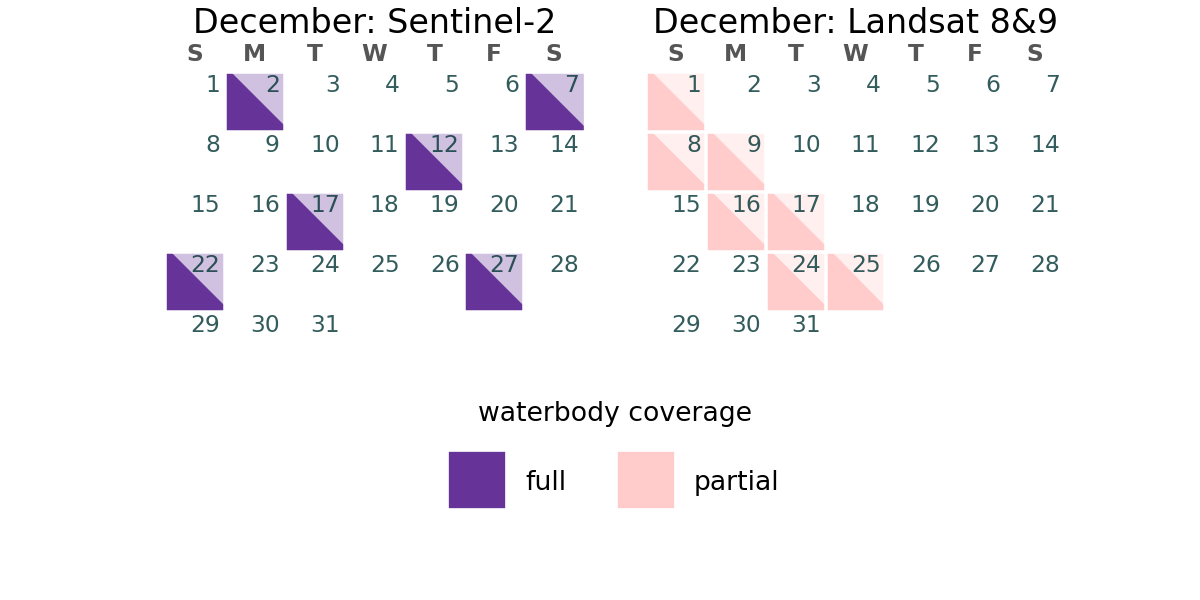 December: Sentinel-2
S M T W T F S
1 2 3 4 5 6 7
8 9 10 11 12 13 14
15 16 17 18 19 20 21
22 23 24 25 26 27 28
29 30 31
December: Landsat 8&9
S M T W T F S
1 2 3 4 5 6 7
8 9 10 11 12 13 14
15 16 17 18 19 20 21
22 23 24 25 26 27 28
29 30 31
waterbody coverage
full
partial